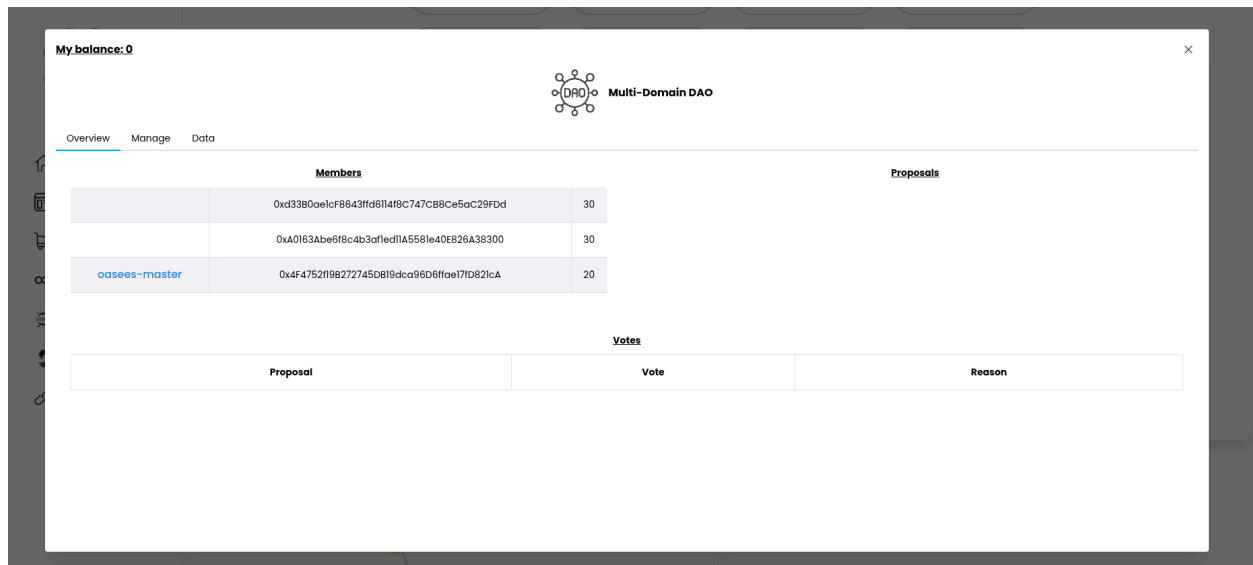 My balance: 0
DAO Multi-Domain DAO
Overview Manage Data
Members Proposals
0xd33B0ae1cF8643ffd6114f8C747CB8Ce5aC29FDd 30
0xA0163Abe6f8c4b3af1ed11A5581e40E826A38300 30
oasees-master 0x4F4752f19B272745DB19dca96D6ffae17fD821cA 20
Votes
Proposal Vote Reason